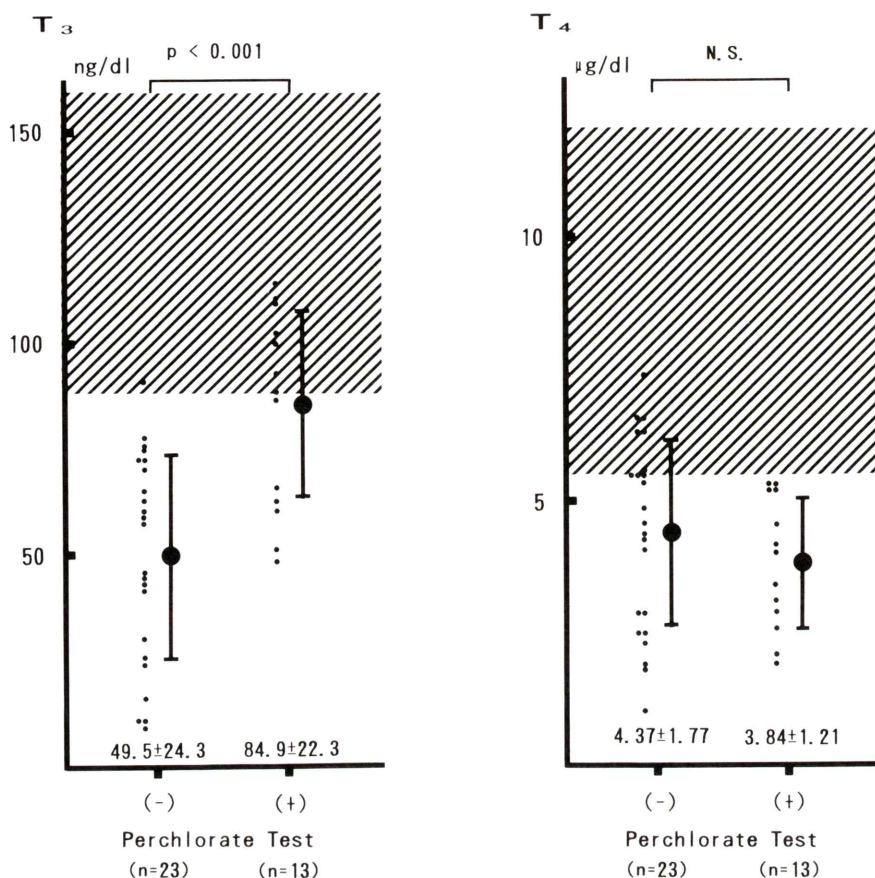 T₃
ng/dl
p < 0.001
150
100
50
49.5±24.3
84.9±22.3
(-)
(+)
Perchlorate Test
(n=23)
(n=13)
T₄
µg/dl
N.S.
10
5
4.37±1.77
3.84±1.21
(-)
(+)
Perchlorate Test
(n=23)
(n=13)